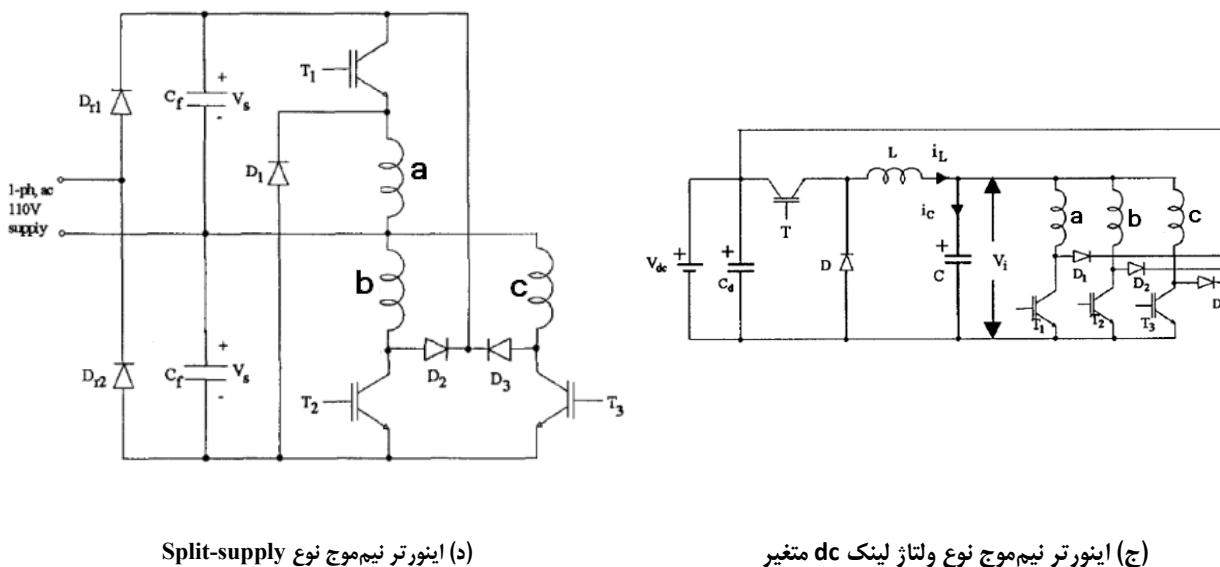 T1
Dr1
Cf
+
Vs
-
D1
a
1-ph, ac
110V
supply
b
c
Dr2
Cf
+
Vs
-
D2
D3
T2
T3
(د) اینورتر نیم‌موج نوع Split-supply
L
iL
iC
T
a
b
c
Vdc
+
+
Cd
D
+
C
Vi
D1
D2
D
T1
T2
T3
(ج) اینورتر نیم‌موج نوع ولتاژ لینک dc متغیر